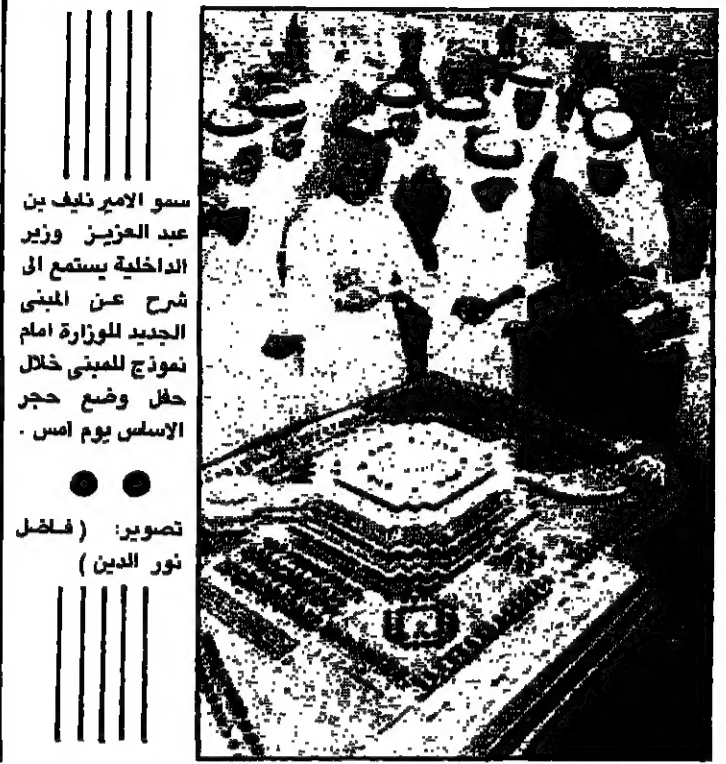 سمو الامير نايف بن
عبد العزيز وزير
الداخلية يستمع الى
شرح عن المبنى
الجديد للوزارة امام
نموذج للمبنى خلال
حفل وضع حجر
الاساس يوم امس .
تصوير: (فاضل
نور الدين)